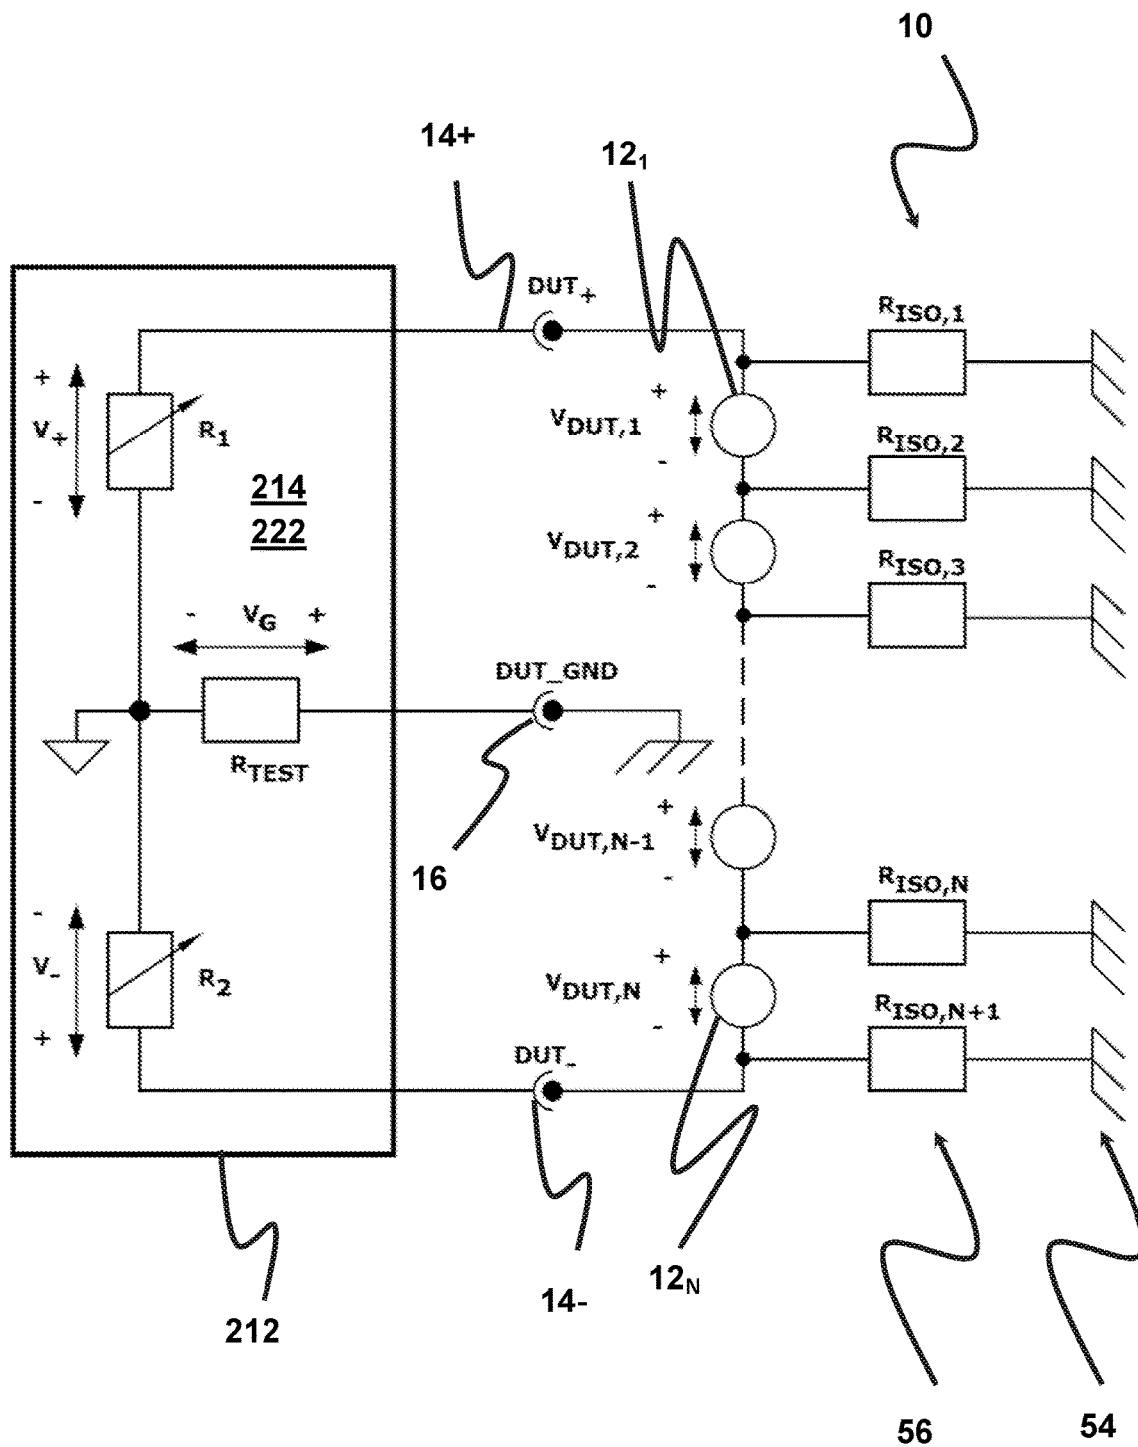 10
14+
12₁
DUT₊
R_ISO,1
+
V₊
-
R₁
+
V_DUT,1
-
R_ISO,2
214
222
+
V_DUT,2
-
R_ISO,3
- V_G +
DUT_GND
R_TEST
16
+
V_DUT,N-1
-
R_ISO,N
-
V₋
+
R₂
+
V_DUT,N
-
R_ISO,N+1
DUT₋
212
14-
12_N
56
54